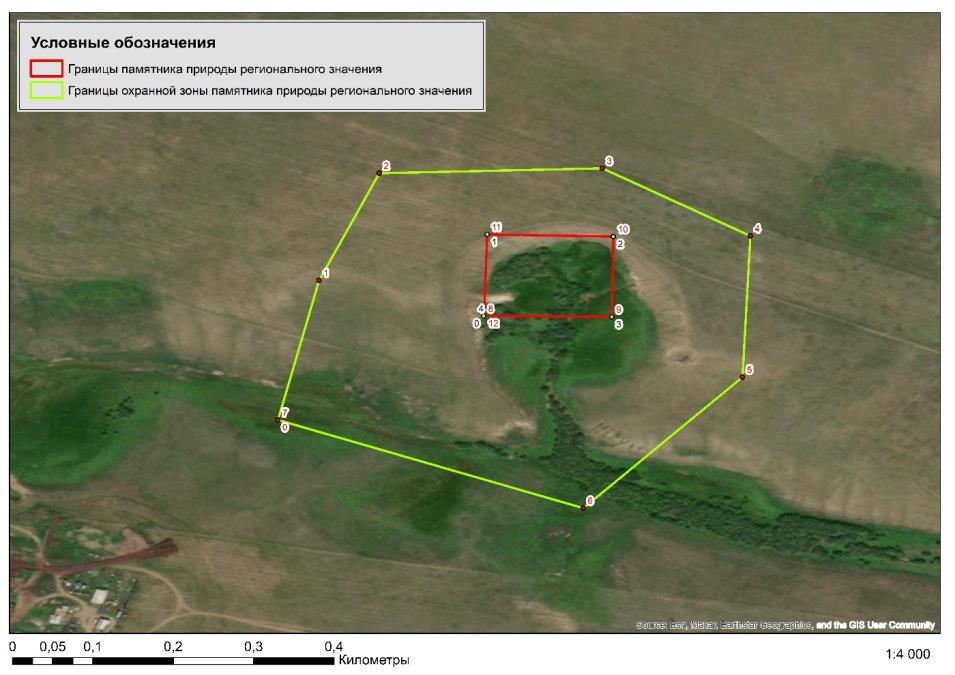 Условные обозначения
Границы памятника природы регионального значения
Границы охранной зоны памятника природы регионального значения
2
3
11
1
10
2
4
1
4 8
0 12
9
3
5
7
0
6
Source: Esri, Maxar, Earthstar Geographics, and the GIS User Community
0 0,05 0,1 0,2 0,3 0,4
Километры
1:4 000